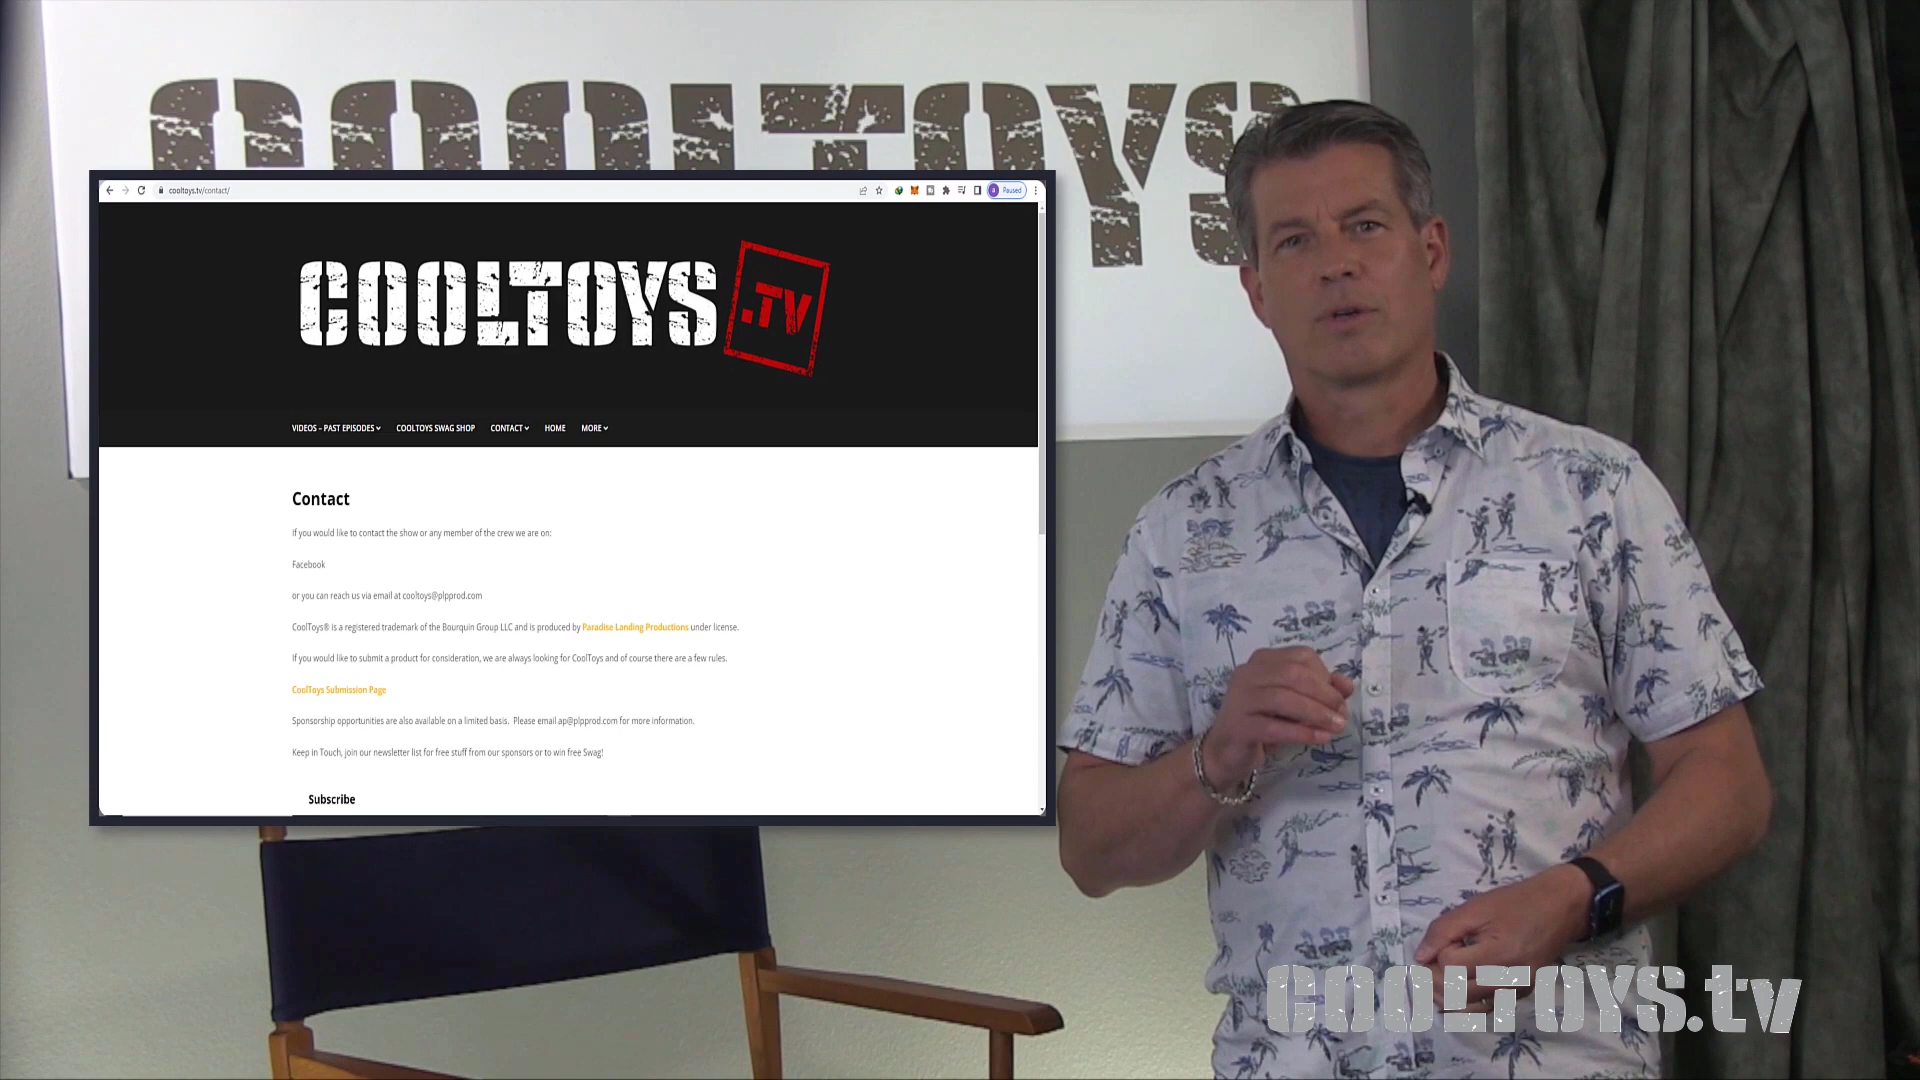 COOLTOYS
cooltoys.tv/contact/
Paused
COOLTOYS .TV
VIDEOS – PAST EPISODES
COOLTOYS SWAG SHOP
CONTACT
HOME
MORE
Contact
If you would like to contact the show or any member of the crew we are on:
Facebook
or you can reach us via email at cooltoys@plpprod.com
CoolToys® is a registered trademark of the Bourquin Group LLC and is produced by Paradise Landing Productions under license.
If you would like to submit a product for consideration, we are always looking for CoolToys and of course there are a few rules.
CoolToys Submission Page
Sponsorship opportunities are also available on a limited basis. Please email ap@plpprod.com for more information.
Keep in Touch, join our newsletter list for free stuff from our sponsors or to win free Swag!
Subscribe
COOLTOYS.tv